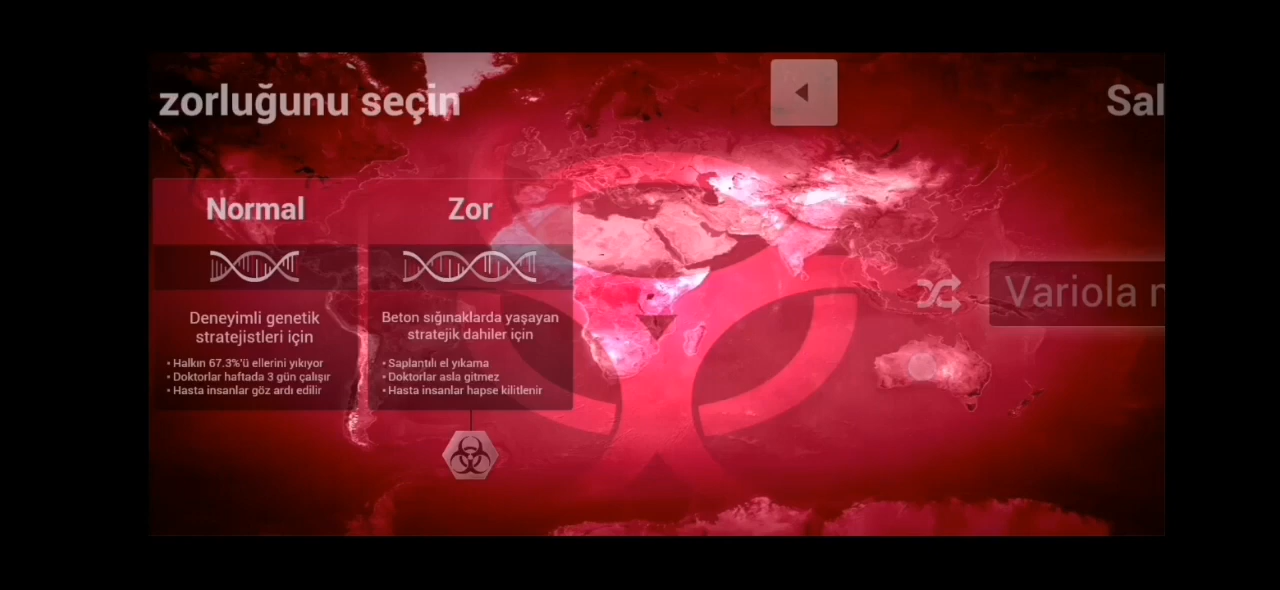 zorluğunu seçin
Sal
Normal
Zor
Deneyimli genetik
stratejistleri için
• Halkın 67.3%'ü ellerini yıkıyor
• Doktorlar haftada 3 gün çalışır
• Hasta insanlar göz ardı edilir
Beton sığınaklarda yaşayan
stratejik dahiler için
• Saplantılı el yıkama
• Doktorlar asla gitmez
• Hasta insanlar hapse kilitlenir
Variola